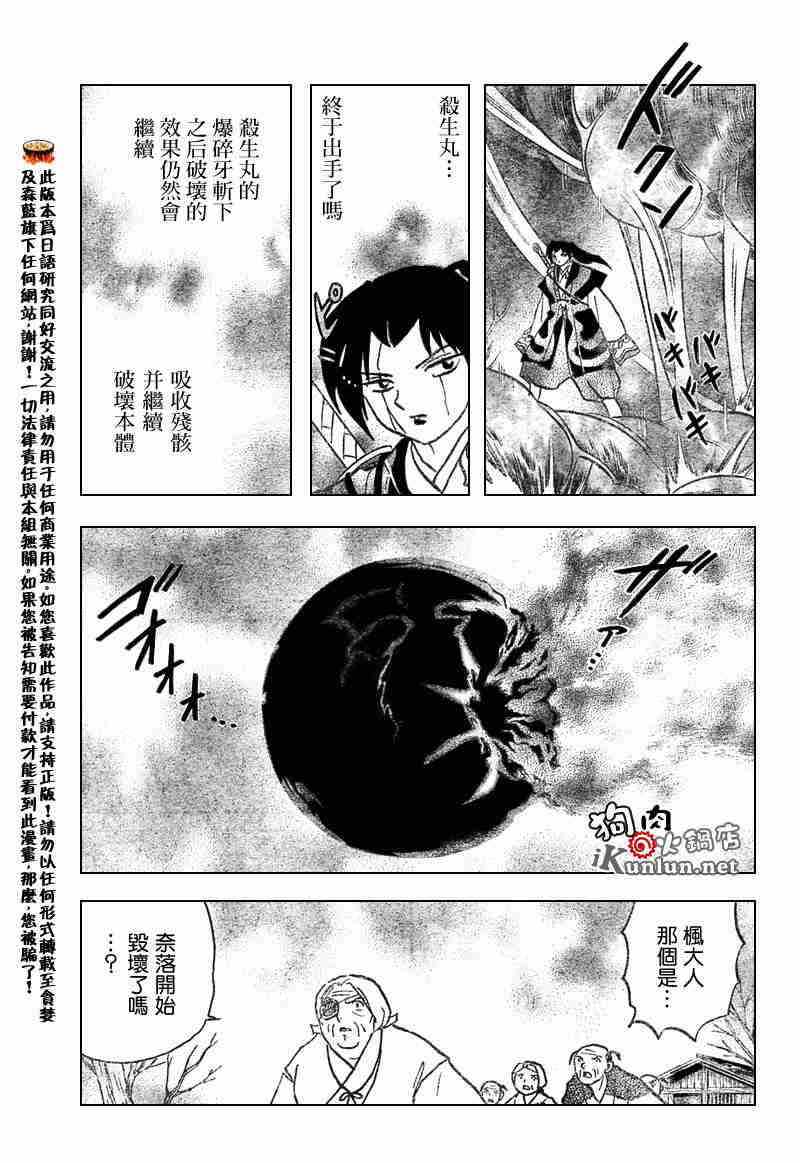 バキ
バキ
バキ
ドクン
殺生丸…
終于出手了嗎
殺生丸的
爆碎牙斬下
之后破壞的
效果仍然會
繼續
吸收殘骸
并繼續
破壞本體
ゴオオオ…
狗肉
火鍋店
iKunlun.net
楓大人
那個是…
奈落開始
毀壞了嗎
…？
此版本爲日語研究同好交流之用，請勿用于任何商業用途。如您喜歡此作品，請支持正版！請勿以任何形式轉載至貪婪
及森藍旗下任何網站，謝謝！一切法律責任與本組無關。如果您被告知需要付款才能看到此漫畫，那麽，您被騙了！